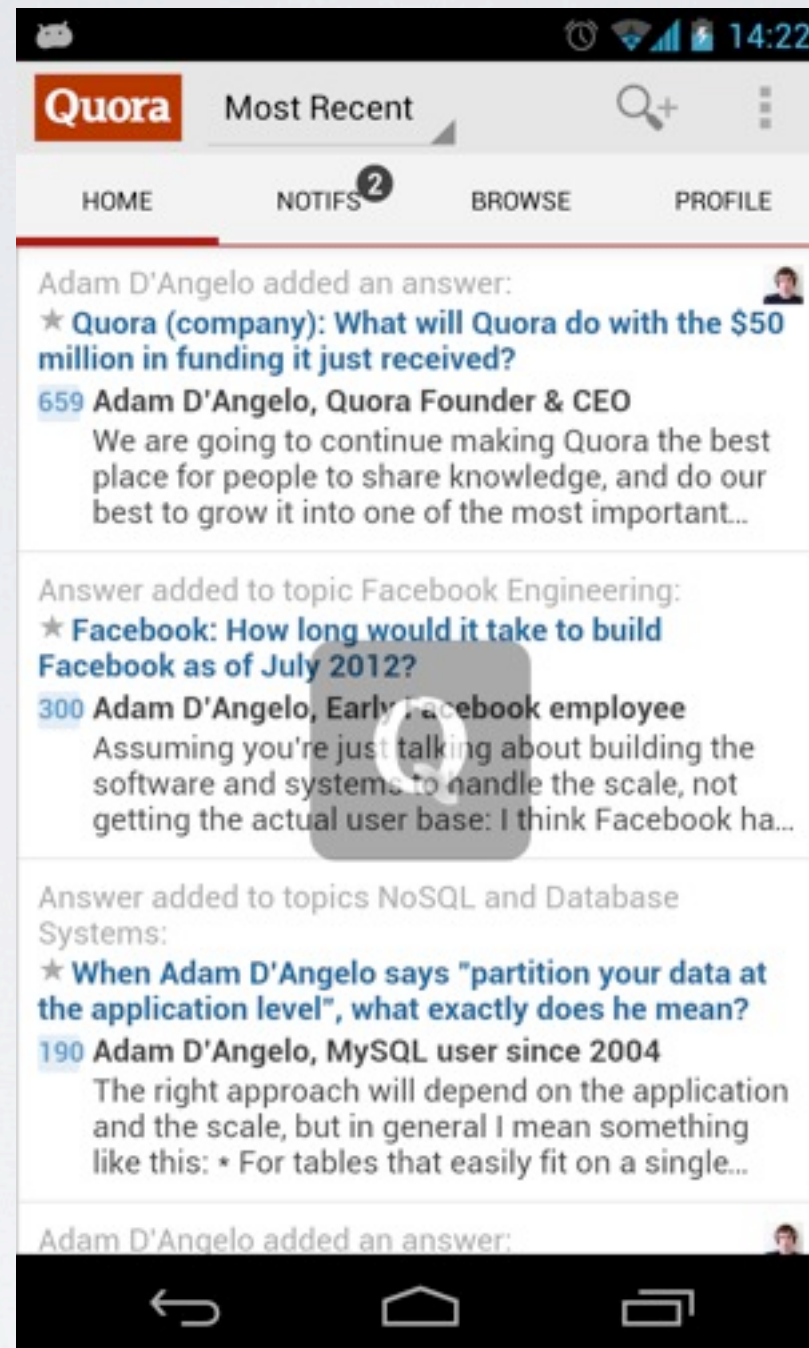 14:22
Quora Most Recent
HOME NOTIFS 2 BROWSE PROFILE
Adam D'Angelo added an answer:
★ Quora (company): What will Quora do with the $50
million in funding it just received?
659 Adam D'Angelo, Quora Founder & CEO
We are going to continue making Quora the best
place for people to share knowledge, and do our
best to grow it into one of the most important...
Answer added to topic Facebook Engineering:
★ Facebook: How long would it take to build
Facebook as of July 2012?
300 Adam D'Angelo, Early Facebook employee
Assuming you're just talking about building the
software and systems to handle the scale, not
getting the actual user base: I think Facebook ha...
Q
Answer added to topics NoSQL and Database
Systems:
★ When Adam D'Angelo says "partition your data at
the application level", what exactly does he mean?
190 Adam D'Angelo, MySQL user since 2004
The right approach will depend on the application
and the scale, but in general I mean something
like this: * For tables that easily fit on a single...
Adam D'Angelo added an answer: